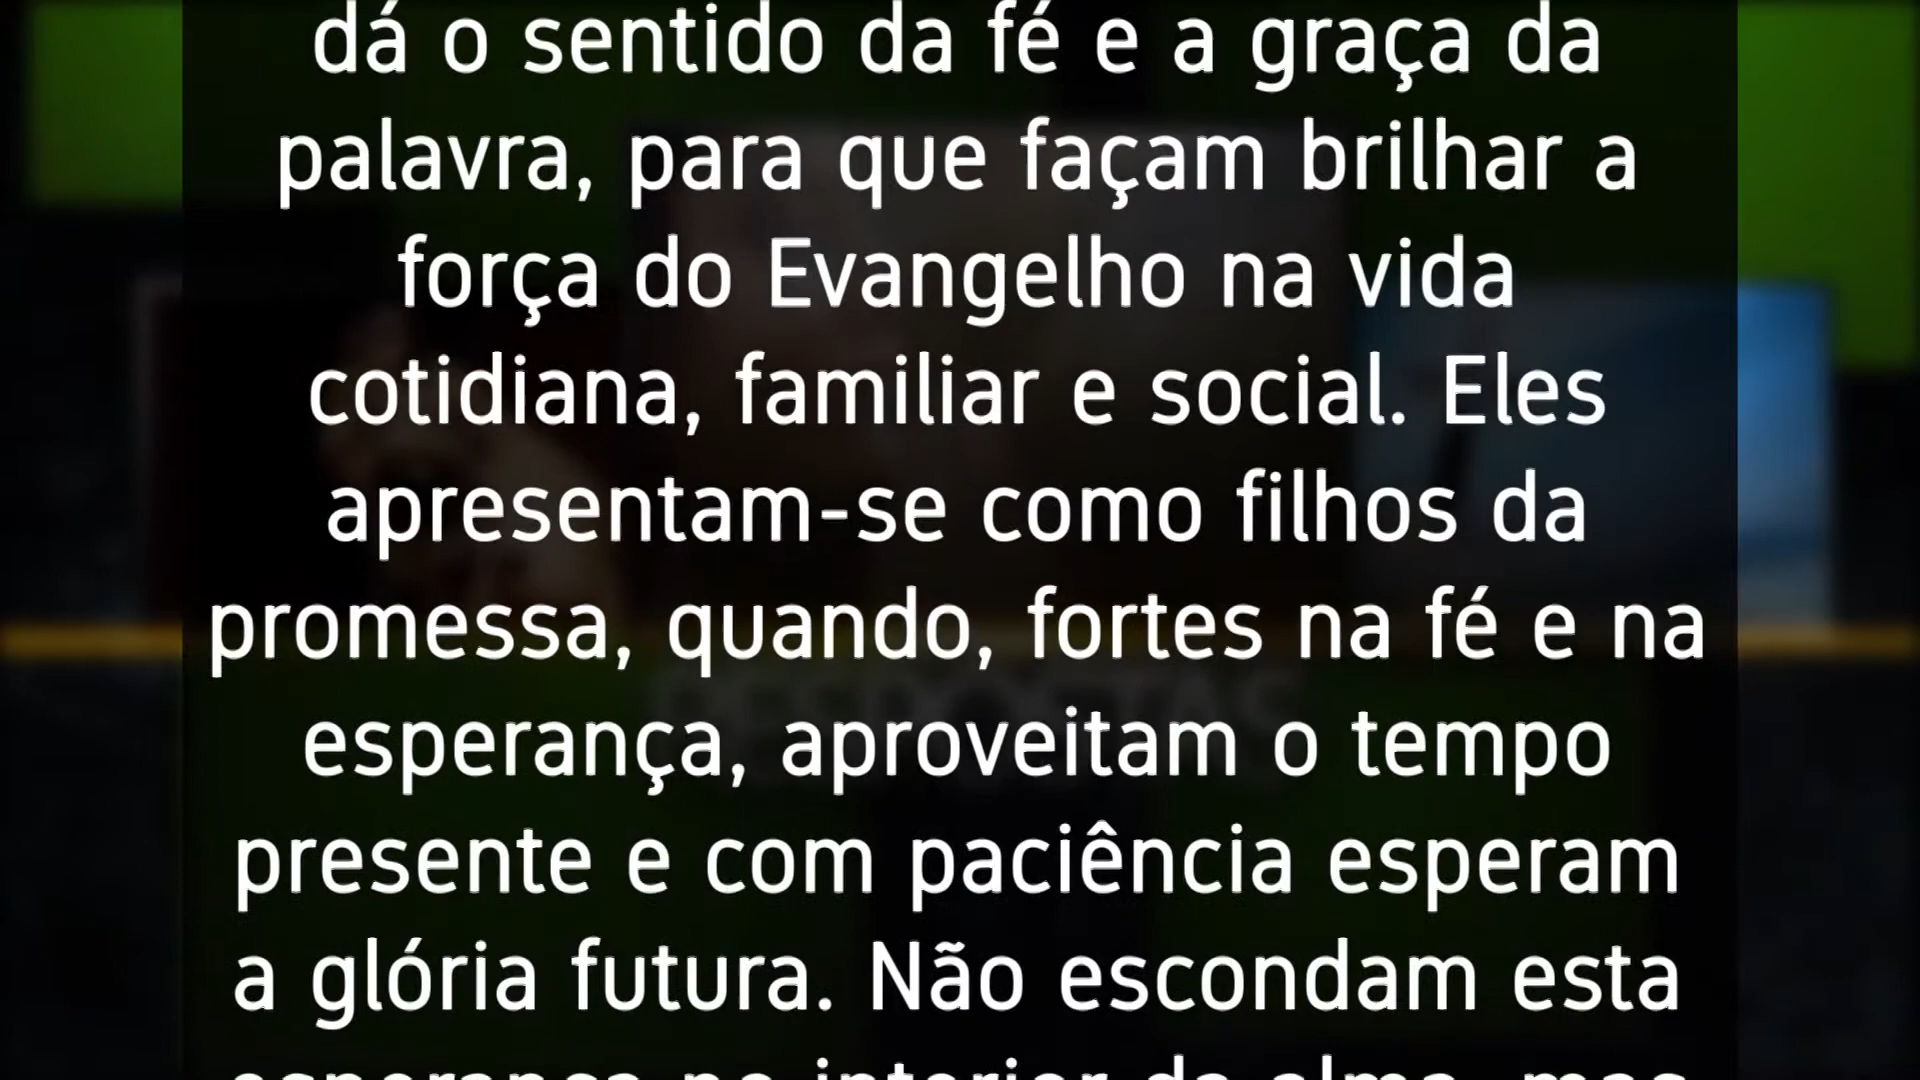 dá o sentido da fé e a graça da
palavra, para que façam brilhar a
força do Evangelho na vida
cotidiana, familiar e social. Eles
apresentam-se como filhos da
promessa, quando, fortes na fé e na
esperança, aproveitam o tempo
presente e com paciência esperam
a glória futura. Não escondam esta
esperança no interior da alma, mas